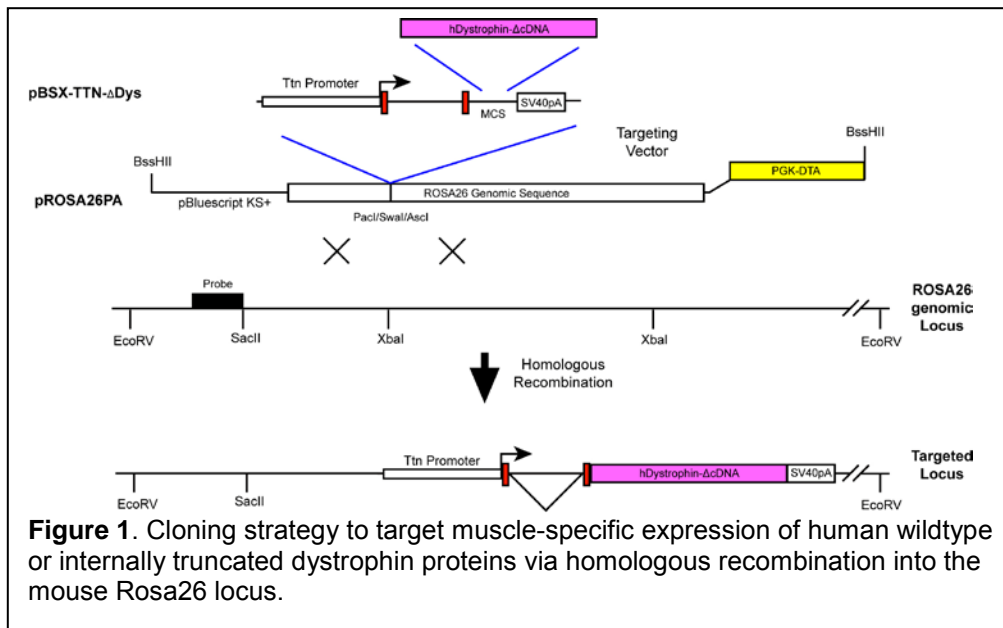 hDystrophin-ΔcDNA
Ttn Promoter
pBSX-TTN-ΔDys
SV40pA
MCS
Targeting
Vector
BssHII
BssHII
PGK-DTA
ROSA26 Genomic Sequence
pBluescript KS+
pROSA26PA
PacI/SwaI/AscI
Probe
ROSA26
genomic
Locus
EcoRV
SacII
XbaI
XbaI
EcoRV
Homologous
Recombination
Ttn Promoter
hDystrophin-ΔcDNA
SV40pA
Targeted
Locus
EcoRV
SacII
EcoRV
Figure 1. Cloning strategy to target muscle-specific expression of human wildtype
or internally truncated dystrophin proteins via homologous recombination into the
mouse Rosa26 locus.